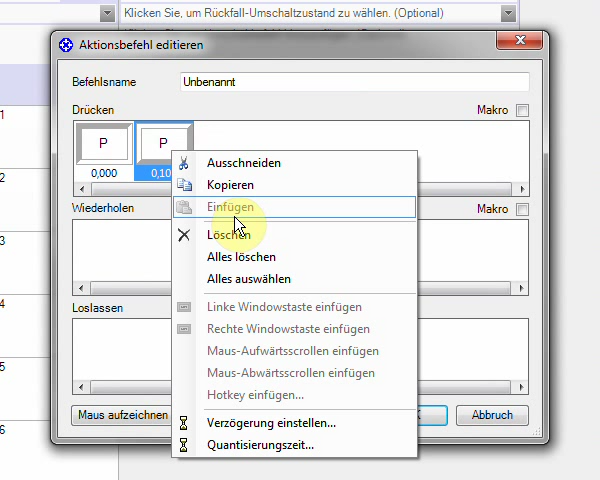 Klicken Sie, um Rückfall-Umschaltzustand zu wählen. (Optional)
Aktionsbefehl editieren
Befehlsname
Unbenannt
Drücken
Makro
P
P
0,000
0,10
Ausschneiden
Kopieren
Einfügen
Löschen
Alles löschen
Alles auswählen
Linke Windowstaste einfügen
Rechte Windowstaste einfügen
Maus-Aufwärtsscrollen einfügen
Maus-Abwärtsscrollen einfügen
Hotkey einfügen...
Verzögerung einstellen...
Quantisierungszeit...
Wiederholen
Makro
Loslassen
Maus aufzeichnen
Abbruch
1
2
3
4
5
6